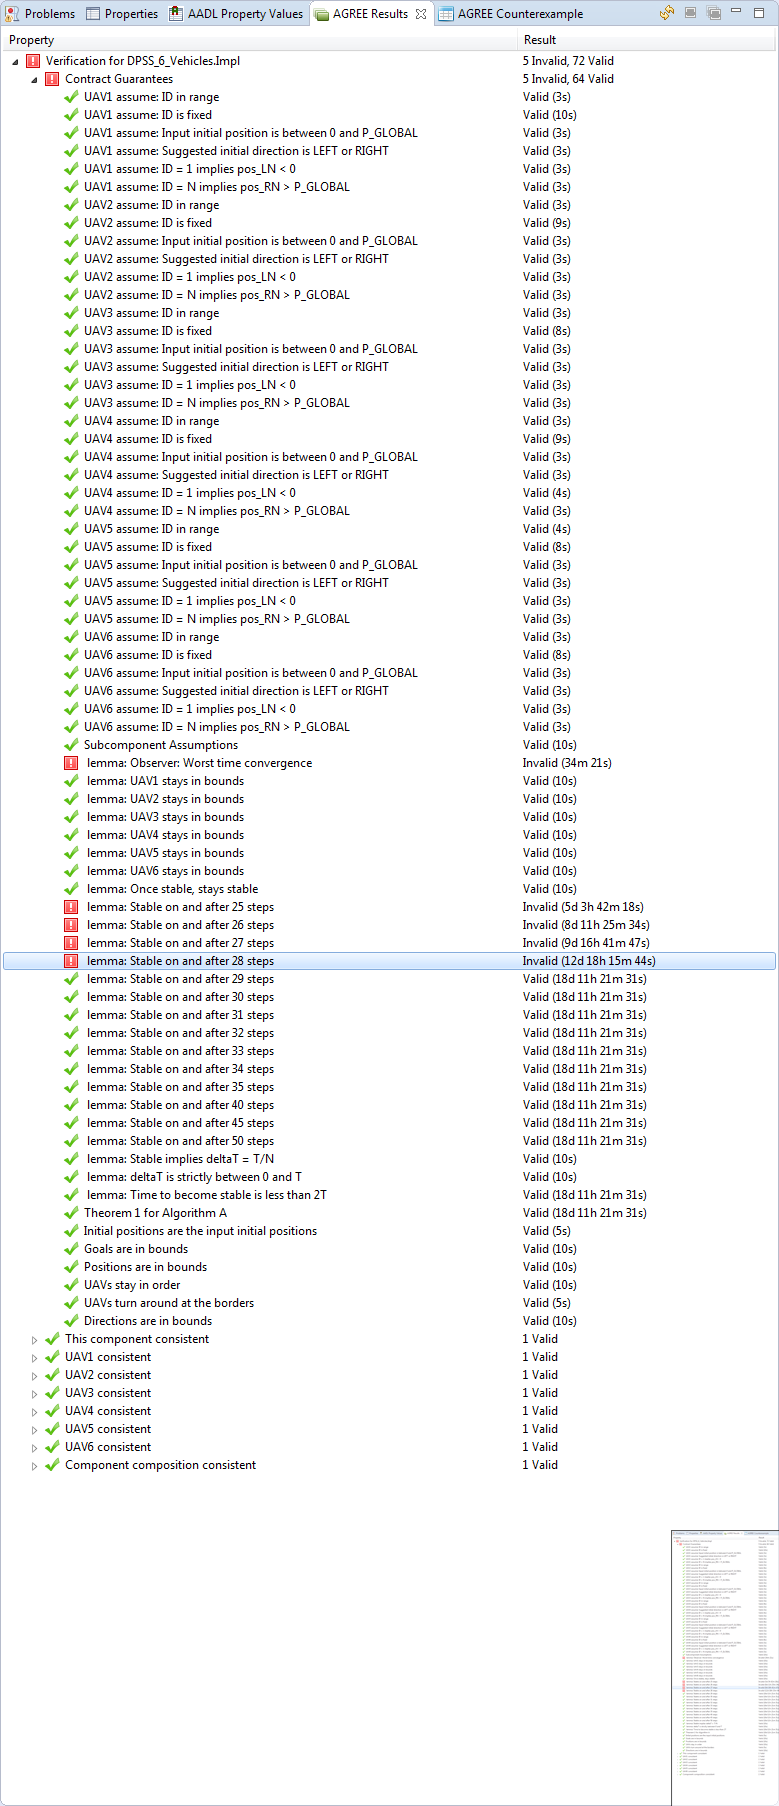 Problems Properties AADL Property Values AGREE Results AGREE Counterexample
Property Result
Verification for DPSS_6_Vehicles.Impl 5 Invalid, 72 Valid
Contract Guarantees 5 Invalid, 64 Valid
UAV1 assume: ID in range Valid (3s)
UAV1 assume: ID is fixed Valid (10s)
UAV1 assume: Input initial position is between 0 and P_GLOBAL Valid (3s)
UAV1 assume: Suggested initial direction is LEFT or RIGHT Valid (3s)
UAV1 assume: ID = 1 implies pos_LN < 0 Valid (3s)
UAV1 assume: ID = N implies pos_RN > P_GLOBAL Valid (3s)
UAV2 assume: ID in range Valid (3s)
UAV2 assume: ID is fixed Valid (9s)
UAV2 assume: Input initial position is between 0 and P_GLOBAL Valid (3s)
UAV2 assume: Suggested initial direction is LEFT or RIGHT Valid (3s)
UAV2 assume: ID = 1 implies pos_LN < 0 Valid (3s)
UAV2 assume: ID = N implies pos_RN > P_GLOBAL Valid (3s)
UAV3 assume: ID in range Valid (3s)
UAV3 assume: ID is fixed Valid (8s)
UAV3 assume: Input initial position is between 0 and P_GLOBAL Valid (3s)
UAV3 assume: Suggested initial direction is LEFT or RIGHT Valid (3s)
UAV3 assume: ID = 1 implies pos_LN < 0 Valid (3s)
UAV3 assume: ID = N implies pos_RN > P_GLOBAL Valid (3s)
UAV4 assume: ID in range Valid (3s)
UAV4 assume: ID is fixed Valid (9s)
UAV4 assume: Input initial position is between 0 and P_GLOBAL Valid (3s)
UAV4 assume: Suggested initial direction is LEFT or RIGHT Valid (3s)
UAV4 assume: ID = 1 implies pos_LN < 0 Valid (4s)
UAV4 assume: ID = N implies pos_RN > P_GLOBAL Valid (3s)
UAV5 assume: ID in range Valid (4s)
UAV5 assume: ID is fixed Valid (8s)
UAV5 assume: Input initial position is between 0 and P_GLOBAL Valid (3s)
UAV5 assume: Suggested initial direction is LEFT or RIGHT Valid (3s)
UAV5 assume: ID = 1 implies pos_LN < 0 Valid (3s)
UAV5 assume: ID = N implies pos_RN > P_GLOBAL Valid (3s)
UAV6 assume: ID in range Valid (3s)
UAV6 assume: ID is fixed Valid (8s)
UAV6 assume: Input initial position is between 0 and P_GLOBAL Valid (3s)
UAV6 assume: Suggested initial direction is LEFT or RIGHT Valid (3s)
UAV6 assume: ID = 1 implies pos_LN < 0 Valid (3s)
UAV6 assume: ID = N implies pos_RN > P_GLOBAL Valid (3s)
Subcomponent Assumptions Valid (10s)
lemma: Observer: Worst time convergence Invalid (34m 21s)
lemma: UAV1 stays in bounds Valid (10s)
lemma: UAV2 stays in bounds Valid (10s)
lemma: UAV3 stays in bounds Valid (10s)
lemma: UAV4 stays in bounds Valid (10s)
lemma: UAV5 stays in bounds Valid (10s)
lemma: UAV6 stays in bounds Valid (10s)
lemma: Once stable, stays stable Valid (10s)
lemma: Stable on and after 25 steps Invalid (5d 3h 42m 18s)
lemma: Stable on and after 26 steps Invalid (8d 11h 25m 34s)
lemma: Stable on and after 27 steps Invalid (9d 16h 41m 47s)
lemma: Stable on and after 28 steps Invalid (12d 18h 15m 44s)
lemma: Stable on and after 29 steps Valid (18d 11h 21m 31s)
lemma: Stable on and after 30 steps Valid (18d 11h 21m 31s)
lemma: Stable on and after 31 steps Valid (18d 11h 21m 31s)
lemma: Stable on and after 32 steps Valid (18d 11h 21m 31s)
lemma: Stable on and after 33 steps Valid (18d 11h 21m 31s)
lemma: Stable on and after 34 steps Valid (18d 11h 21m 31s)
lemma: Stable on and after 35 steps Valid (18d 11h 21m 31s)
lemma: Stable on and after 40 steps Valid (18d 11h 21m 31s)
lemma: Stable on and after 45 steps Valid (18d 11h 21m 31s)
lemma: Stable on and after 50 steps Valid (18d 11h 21m 31s)
lemma: Stable implies deltaT = T/N Valid (10s)
lemma: deltaT is strictly between 0 and T Valid (10s)
lemma: Time to become stable is less than 2T Valid (18d 11h 21m 31s)
Theorem 1 for Algorithm A Valid (18d 11h 21m 31s)
Initial positions are the input initial positions Valid (5s)
Goals are in bounds Valid (10s)
Positions are in bounds Valid (10s)
UAVs stay in order Valid (10s)
UAVs turn around at the borders Valid (5s)
Directions are in bounds Valid (10s)
This component consistent 1 Valid
UAV1 consistent 1 Valid
UAV2 consistent 1 Valid
UAV3 consistent 1 Valid
UAV4 consistent 1 Valid
UAV5 consistent 1 Valid
UAV6 consistent 1 Valid
Component composition consistent 1 Valid